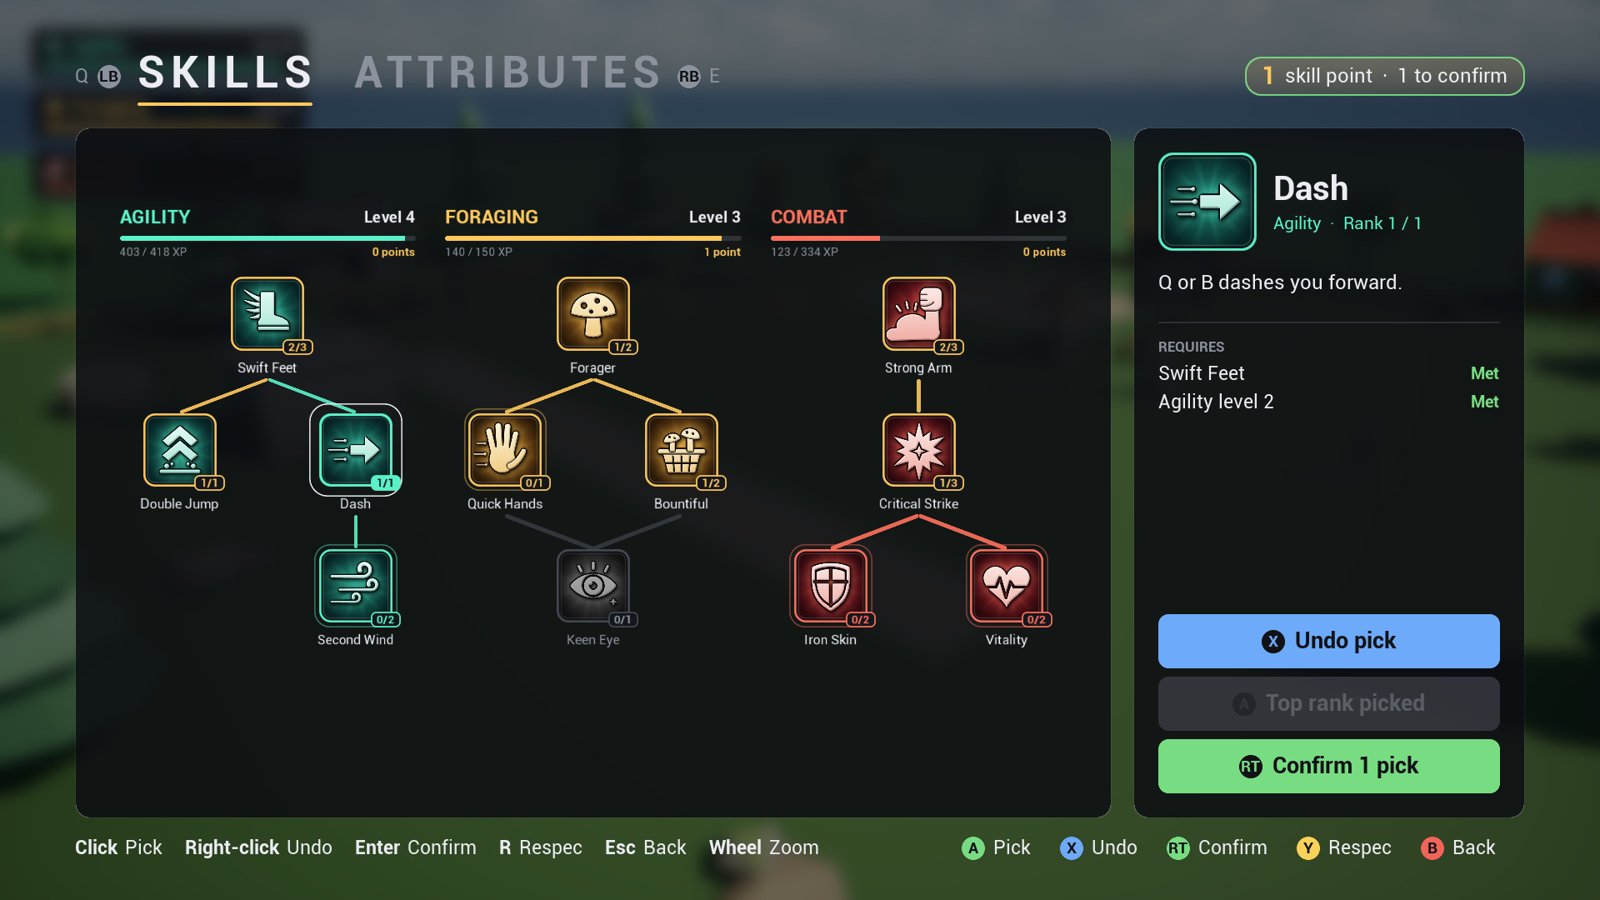 Q LB SKILLS ATTRIBUTES RB E
1 skill point · 1 to confirm
AGILITY Level 4
403 / 418 XP 0 points
Swift Feet 2/3
Double Jump 1/1
Dash 1/1
Second Wind 0/2
FORAGING Level 3
140 / 150 XP 1 point
Forager 1/2
Quick Hands 0/1
Bountiful 1/2
Keen Eye 0/1
COMBAT Level 3
123 / 334 XP 0 points
Strong Arm 2/3
Critical Strike 1/3
Iron Skin 0/2
Vitality 0/2
Dash
Agility · Rank 1 / 1
Q or B dashes you forward.
REQUIRES
Swift Feet Met
Agility level 2 Met
X Undo pick
A Top rank picked
RT Confirm 1 pick
Click Pick Right-click Undo Enter Confirm R Respec Esc Back Wheel Zoom
A Pick X Undo RT Confirm Y Respec B Back